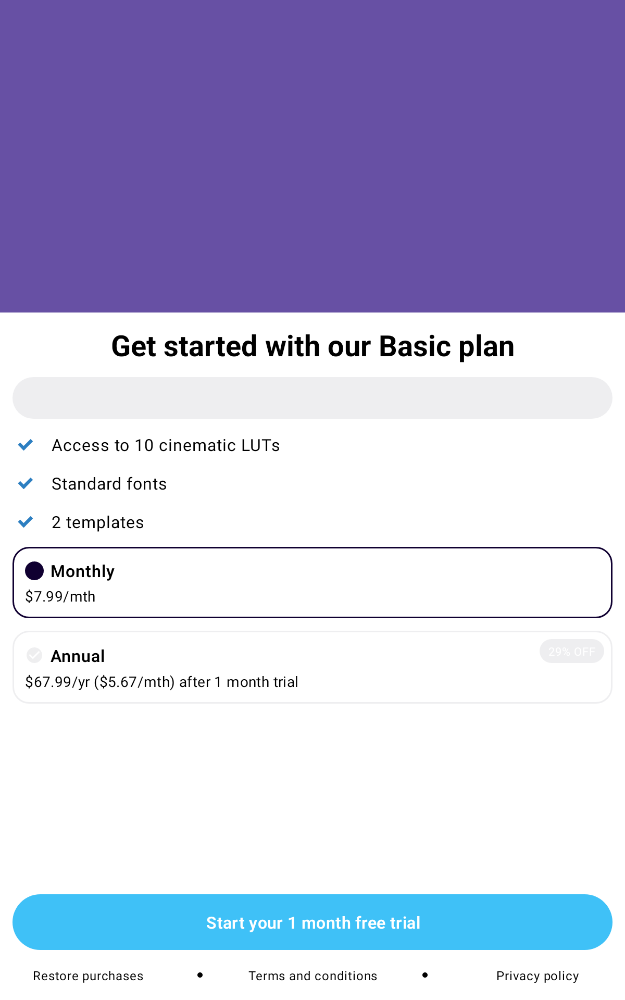 Get started with our Basic plan
Access to 10 cinematic LUTs
Standard fonts
2 templates
Monthly
$7.99/mth
29% OFF
Annual
$67.99/yr ($5.67/mth) after 1 month trial
Start your 1 month free trial
Restore purchases • Terms and conditions • Privacy policy